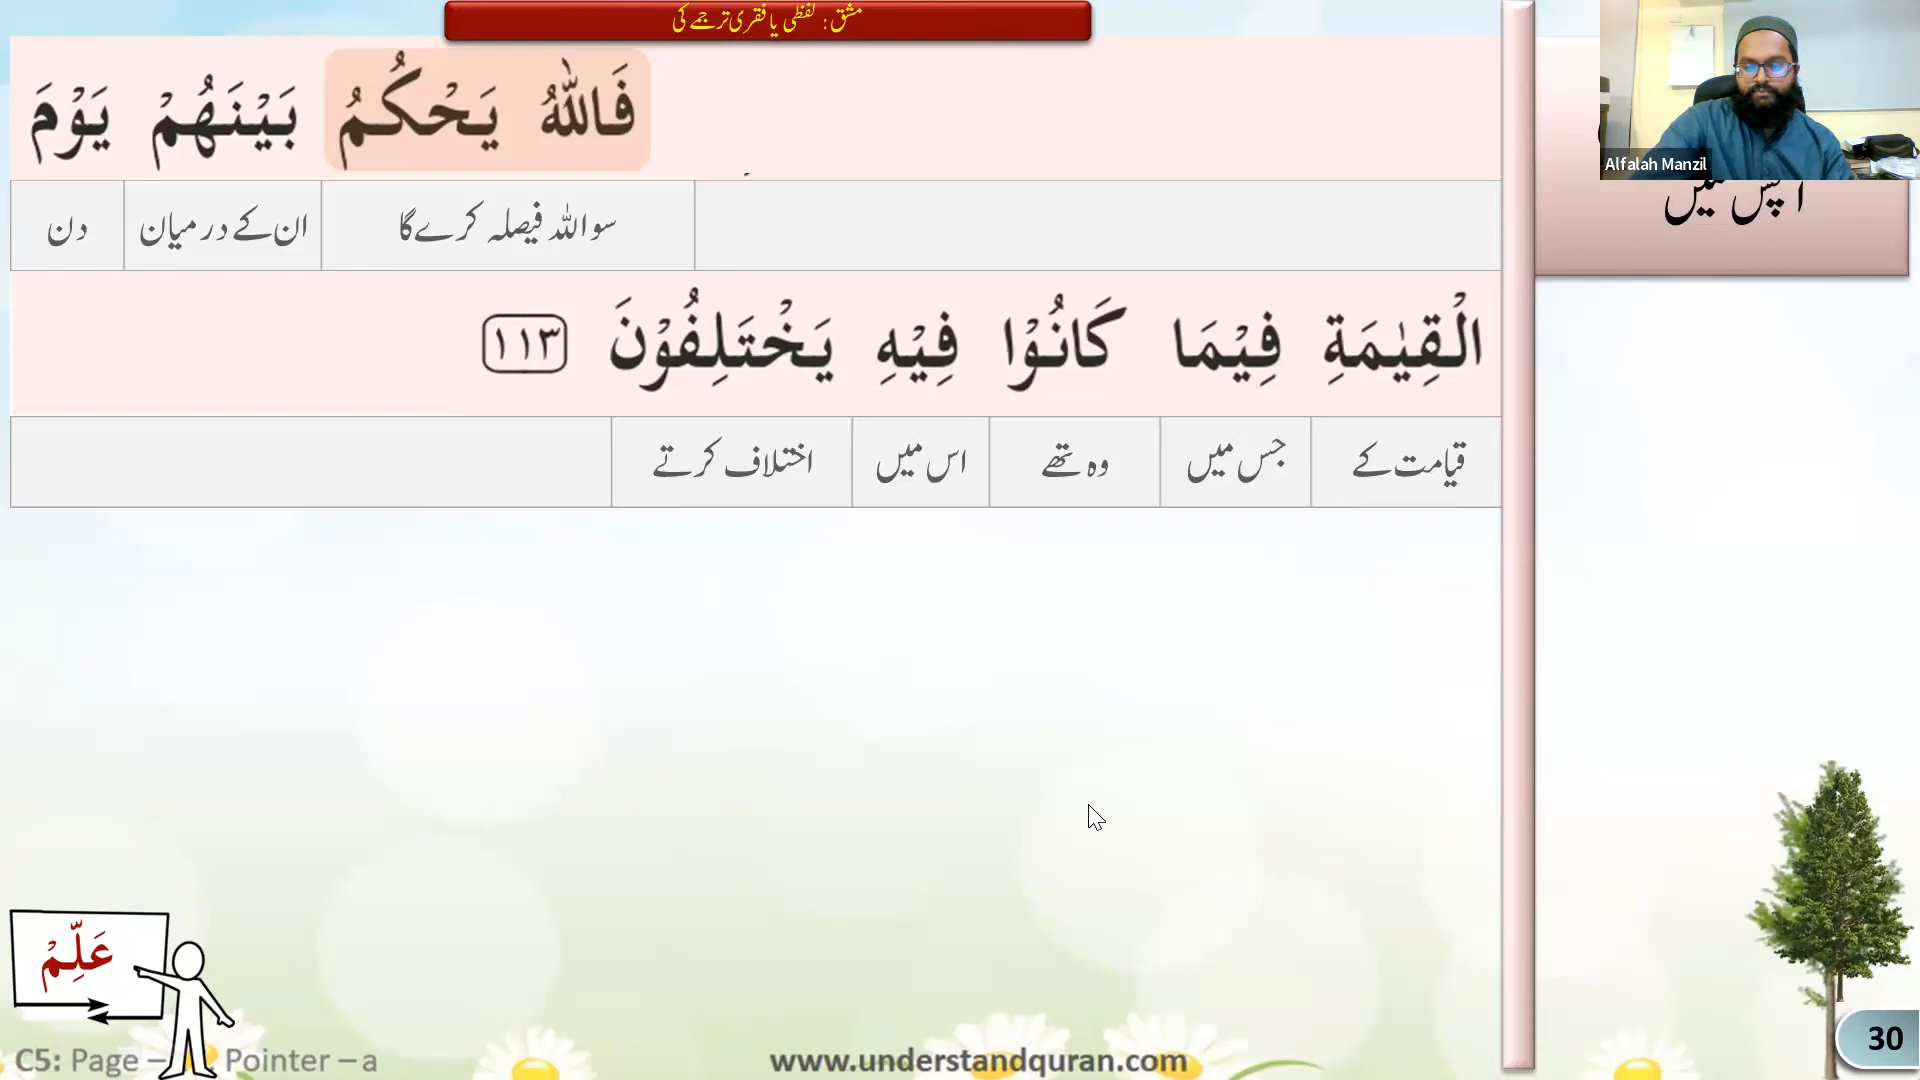 مشق : لفظی یا فقری ترجمے کی
فَاللّٰهُ يَحْكُمُ بَيْنَهُمْ يَوْمَ
سو اللہ فیصلہ کرے گا ان کے درمیان دن
الْقِيٰمَةِ فِيْمَا كَانُوْا فِيْهِ يَخْتَلِفُوْنَ ١١٣
قیامت کے جس میں وہ تھے اس میں اختلاف کرتے
آپس میں
Alfalah Manzil
عَلِّمْ
C5: Page – Pointer – a
www.understandquran.com
30